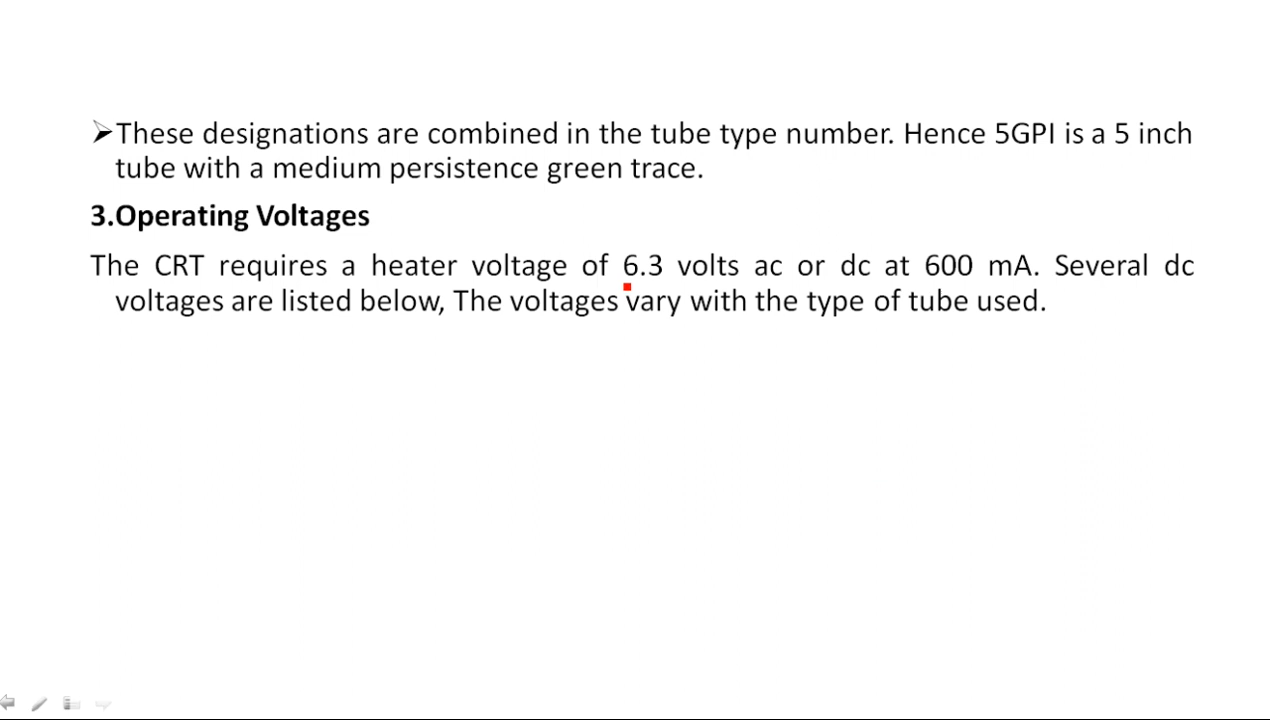 ➢These designations are combined in the tube type number. Hence 5GPI is a 5 inch
tube with a medium persistence green trace.
3.Operating Voltages
The CRT requires a heater voltage of 6.3 volts ac or dc at 600 mA. Several dc
voltages are listed below, The voltages vary with the type of tube used.